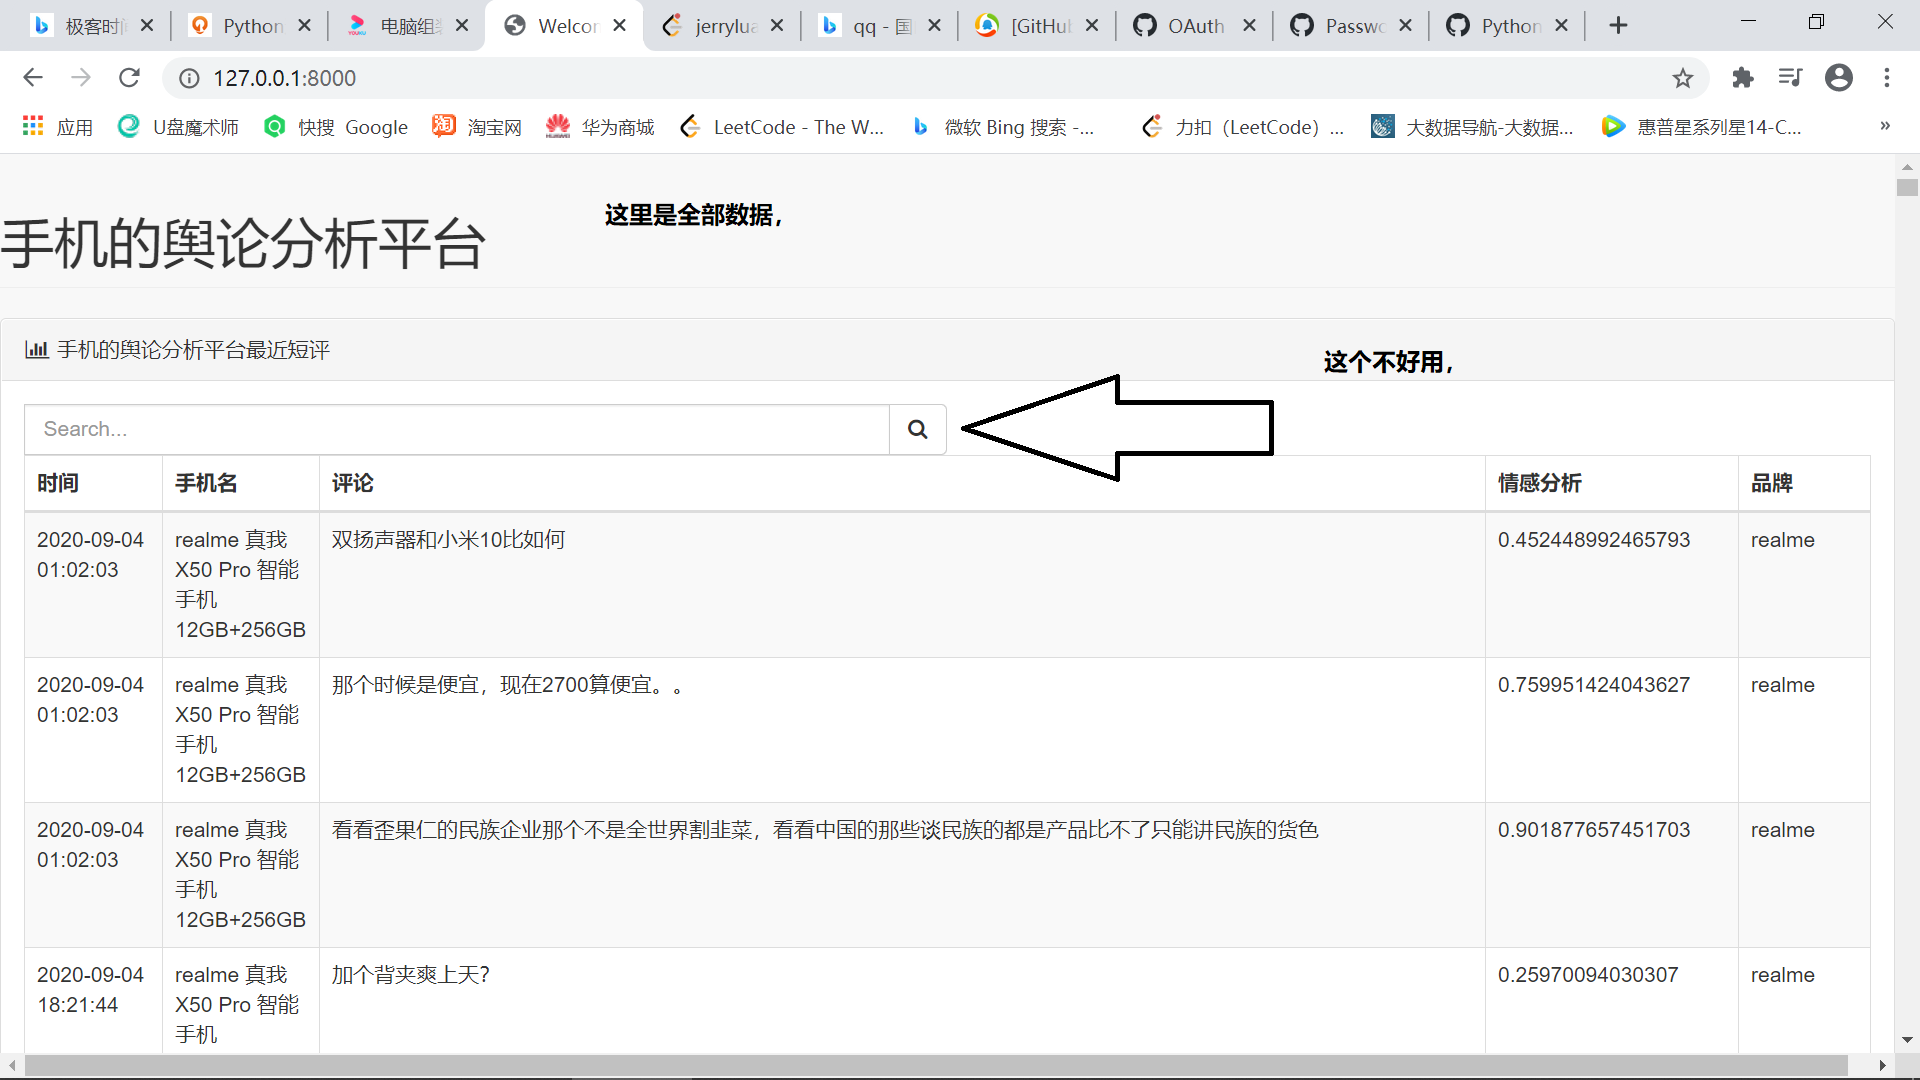 极客时间
Python
电脑组装
Welcom
jerrylua
qq - 国
[GitHub
OAuth
Passwo
Python
127.0.0.1:8000
应用
U盘魔术师
快搜
Google
淘宝网
华为商城
LeetCode - The W...
微软 Bing 搜索 -...
力扣（LeetCode）...
大数据导航-大数据...
惠普星系列星14-C...
»
手机的舆论分析平台
这里是全部数据，
手机的舆论分析平台最近短评
这个不好用，
Search...
时间 手机名 评论 情感分析 品牌
2020-09-04 realme 真我 双扬声器和小米10比如何 0.452448992465793 realme
01:02:03 X50 Pro 智能
手机
12GB+256GB
2020-09-04 realme 真我 那个时候是便宜，现在2700算便宜。。 0.759951424043627 realme
01:02:03 X50 Pro 智能
手机
12GB+256GB
2020-09-04 realme 真我 看看歪果仁的民族企业那个不是全世界割韭菜，看看中国的那些谈民族的都是产品比不了只能讲民族的货色 0.901877657451703 realme
01:02:03 X50 Pro 智能
手机
12GB+256GB
2020-09-04 realme 真我 加个背夹爽上天？ 0.25970094030307 realme
18:21:44 X50 Pro 智能
手机